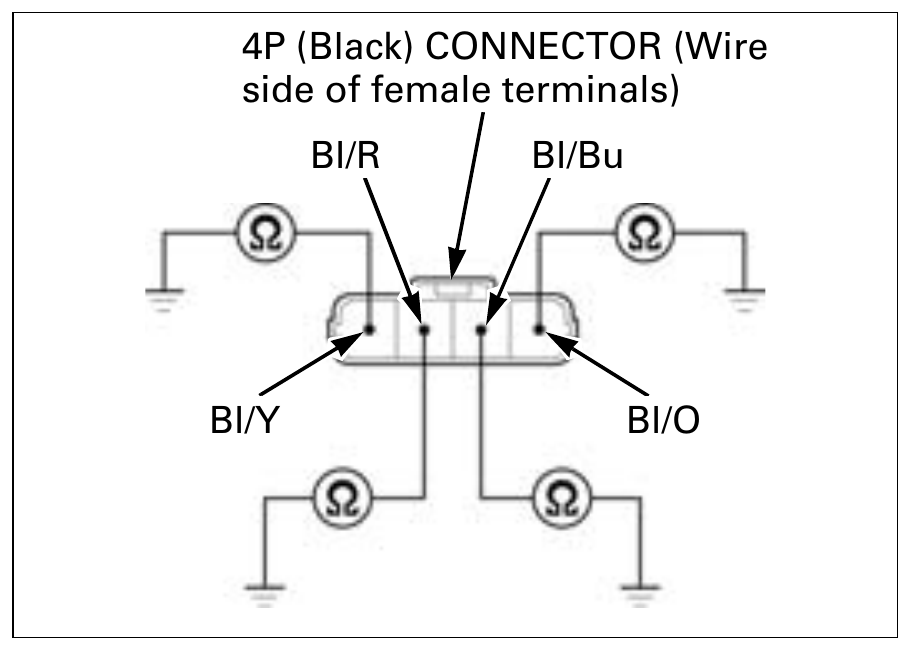 4P (Black) CONNECTOR (Wire
side of female terminals)
Bl/R
Bl/Bu
Ω
Ω
Bl/Y
Bl/O
Ω
Ω